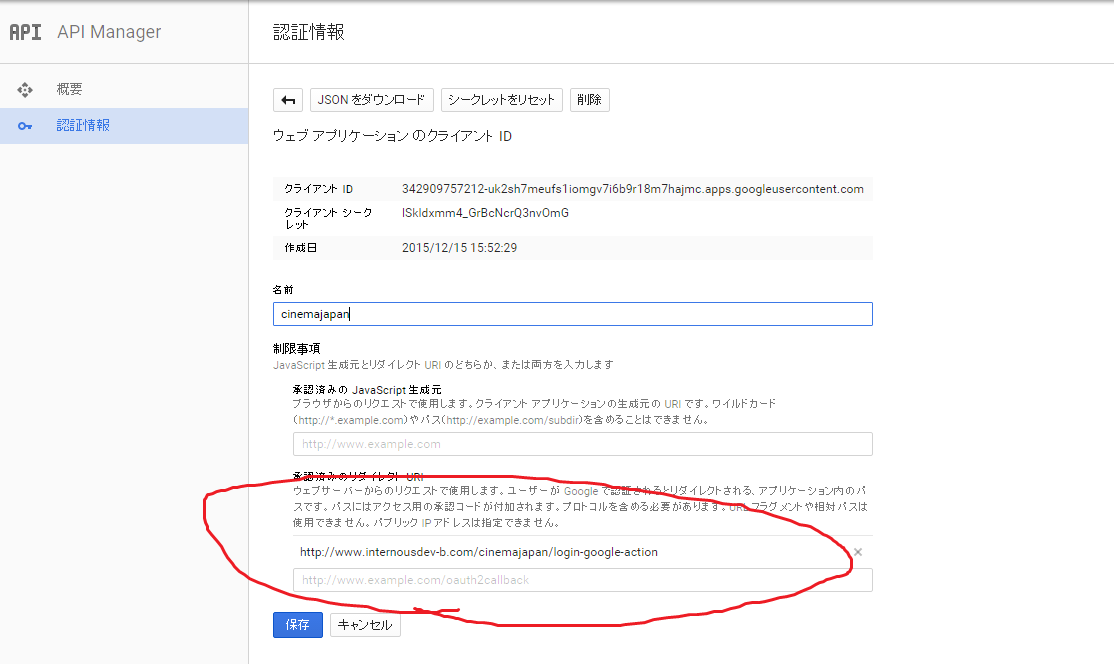 API API Manager
認証情報
概要
認証情報
JSON をダウンロード シークレットをリセット 削除
ウェブ アプリケーション のクライアント ID
クライアント ID 342909757212-uk2sh7meufs1iomgv7i6b9r18m7hajmc.apps.googleusercontent.com
クライアント シーク
レット ISkIdxmm4_GrBcNcrQ3nvOmG
作成日 2015/12/15 15:52:29
名前
cinemajapan
制限事項
JavaScript 生成元とリダイレクト URI のどちらか、または両方を入力します
承認済みの JavaScript 生成元
ブラウザからのリクエストで使用します。クライアント アプリケーションの生成元の URI です。ワイルドカード
(http://*.example.com)やパス(http://example.com/subdir)を含めることはできません。
http://www.example.com
承認済みのリダイレクト URI
ウェブサーバーからのリクエストで使用します。ユーザーが Google で認証されるとリダイレクトされる、アプリケーション内のパ
スです。パスにはアクセス用の承認コードが付加されます。プロトコルを含める必要があります。URL フラグメントや相対パスは
使用できません。パブリック IP アドレスは指定できません。
http://www.internousdev-b.com/cinemajapan/login-google-action
http://www.example.com/oauth2callback
保存 キャンセル